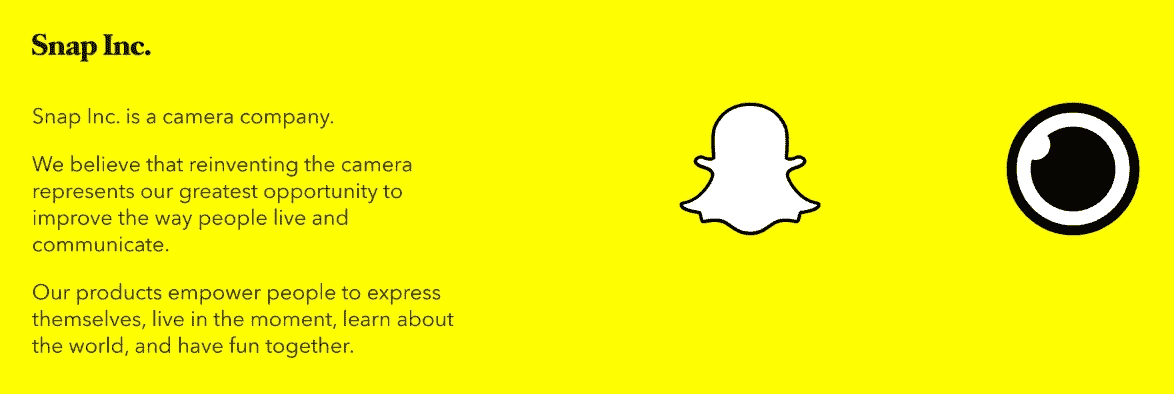 Snap Inc.
Snap Inc. is a camera company.
We believe that reinventing the camera
represents our greatest opportunity to
improve the way people live and
communicate.
Our products empower people to express
themselves, live in the moment, learn about
the world, and have fun together.